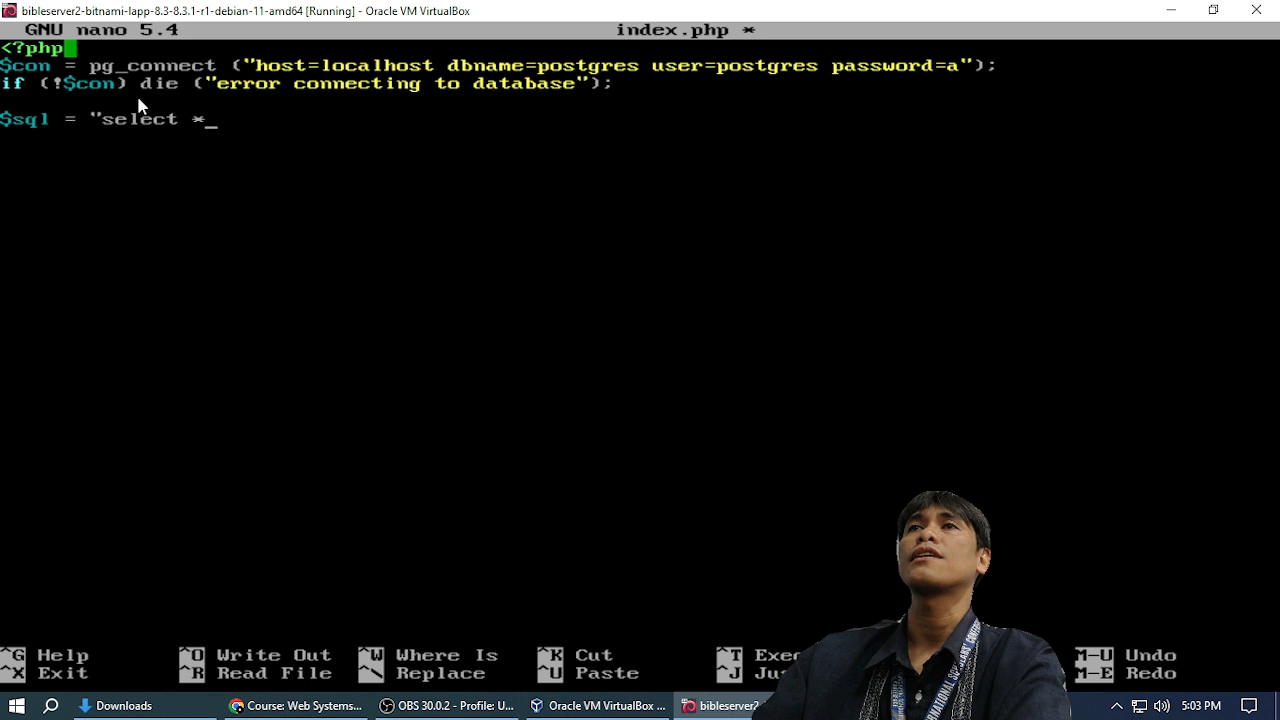 bibleserver2-bitnami-lapp-8.3-8.3.1-r1-debian-11-amd64 [Running] - Oracle VM VirtualBox
GNU nano 5.4 index.php *
<?php
$con = pg_connect ("host=localhost dbname=postgres user=postgres password=a");
if (!$con) die ("error connecting to database");
$sql = "select *_
^G Help ^O Write Out ^W Where Is ^K Cut ^T Exec M-U Undo
^X Exit ^R Read File ^\ Replace ^U Paste ^J Ju M-E Redo
Downloads Course: Web Systems... OBS 30.0.2 - Profile: U... Oracle VM VirtualBox ... bibleserver2- 5:03 PM